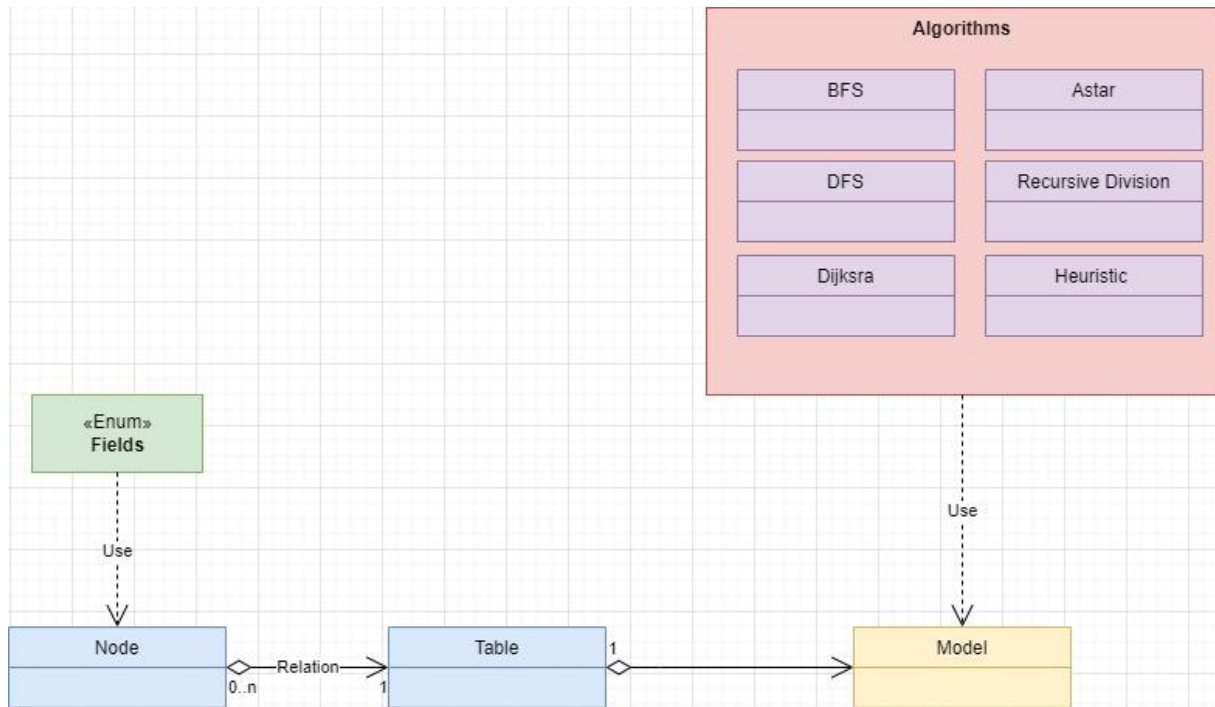 Algorithms
BFS
Astar
DFS
Recursive Division
Dijksra
Heuristic
«Enum»
Fields
Use
Use
Node
0..n
Relation
1
Table
1
Model